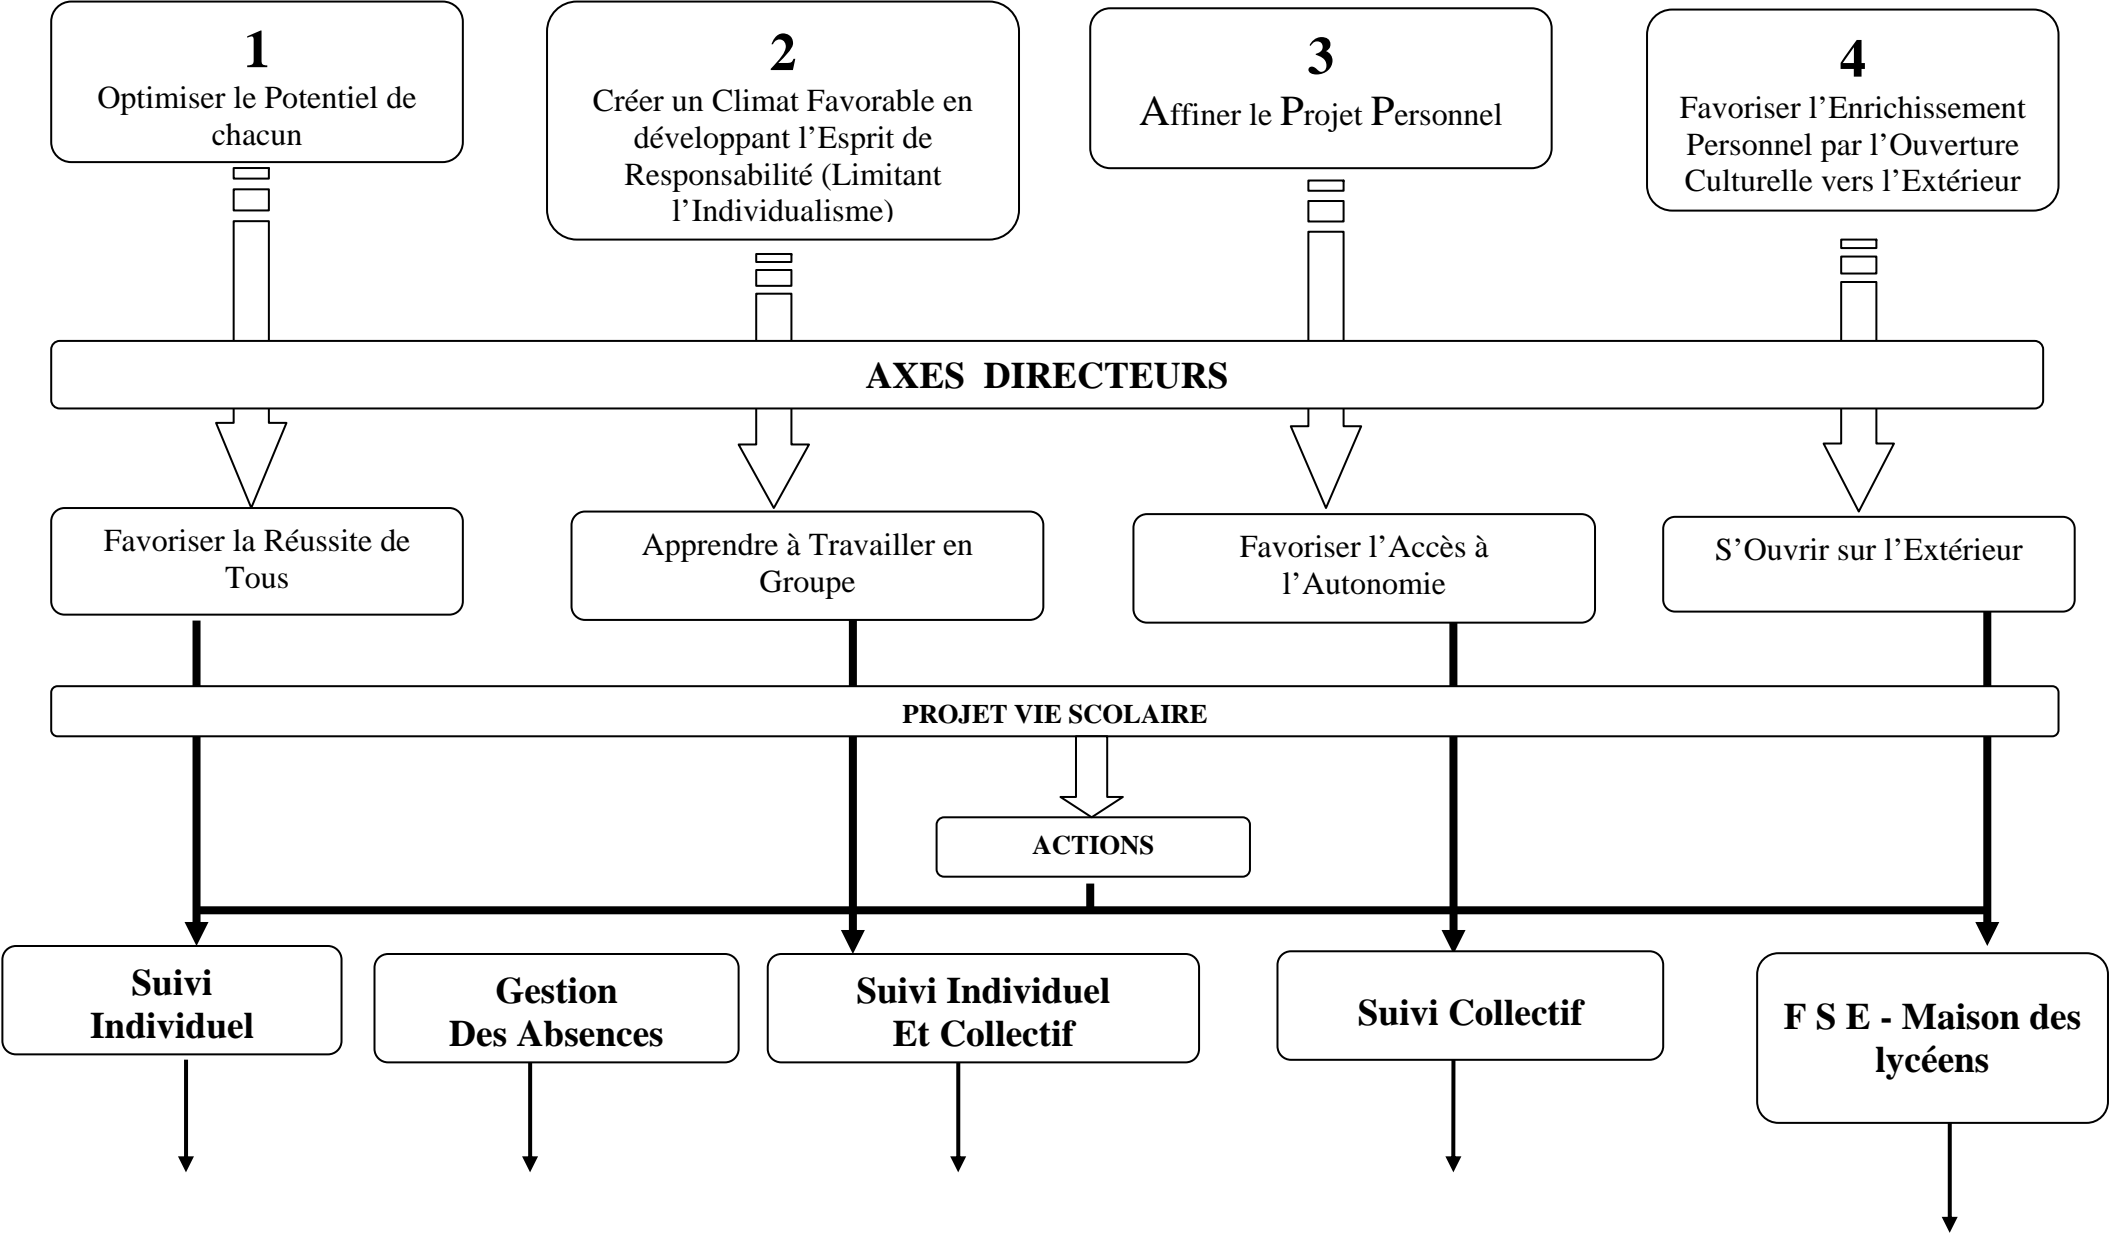 1
Optimiser le Potentiel de
chacun
2
Créer un Climat Favorable en
développant l’Esprit de
Responsabilité (Limitant
l’Individualisme)
3
Affiner le Projet Personnel
4
Favoriser l’Enrichissement
Personnel par l’Ouverture
Culturelle vers l’Extérieur
AXES DIRECTEURS
Favoriser la Réussite de
Tous
Apprendre à Travailler en
Groupe
Favoriser l’Accès à
l’Autonomie
S’Ouvrir sur l’Extérieur
PROJET VIE SCOLAIRE
ACTIONS
Suivi
Individuel
Gestion
Des Absences
Suivi Individuel
Et Collectif
Suivi Collectif
F S E - Maison des
lycéens